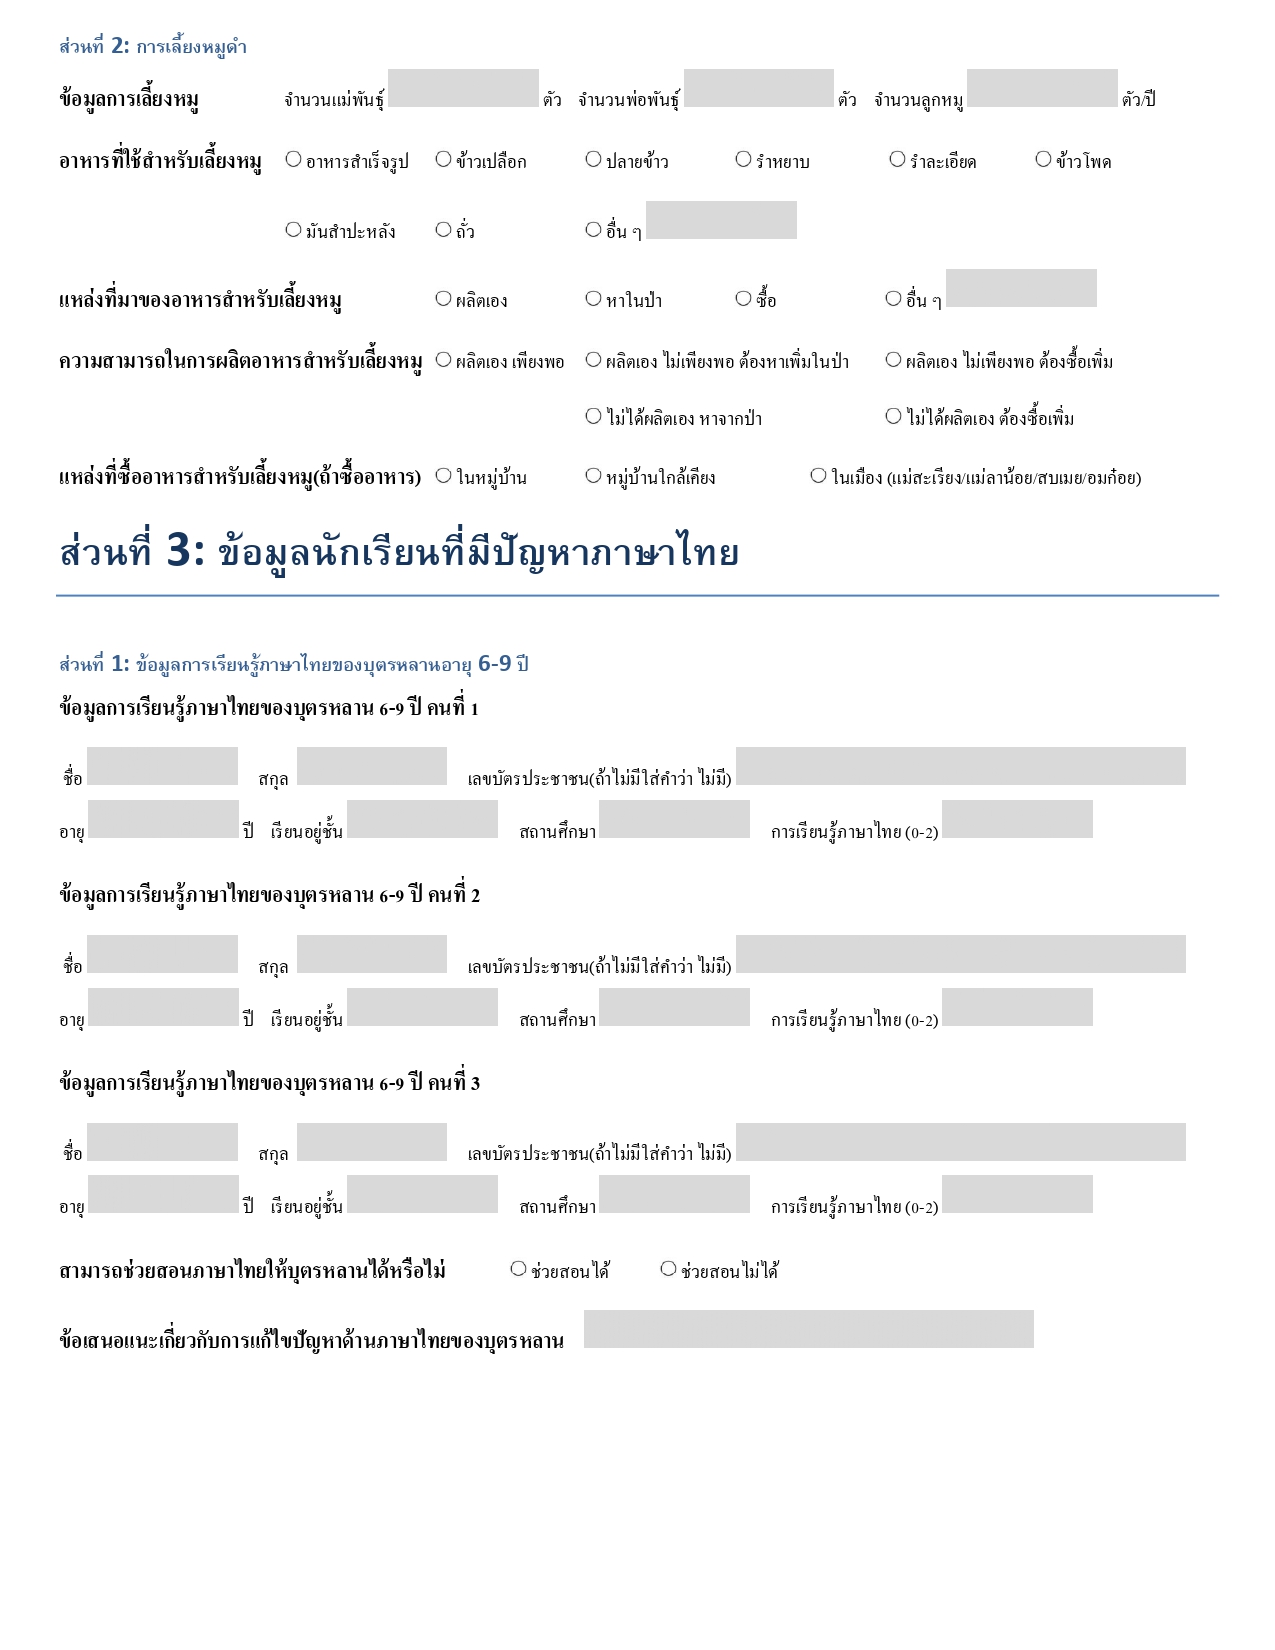 ส่วนที่ 2: การเลี้ยงหมูดำ
ข้อมูลการเลี้ยงหมู จำนวนแม่พันธุ์ ตัว จำนวนพ่อพันธุ์ ตัว จำนวนลูกหมู ตัว/ปี
อาหารที่ใช้สำหรับเลี้ยงหมู อาหารสำเร็จรูป ข้าวเปลือก ปลายข้าว รำหยาบ รำละเอียด ข้าวโพด
มันสำปะหลัง ถั่ว อื่น ๆ
แหล่งที่มาของอาหารสำหรับเลี้ยงหมู ผลิตเอง หาในป่า ซื้อ อื่น ๆ
ความสามารถในการผลิตอาหารสำหรับเลี้ยงหมู ผลิตเอง เพียงพอ ผลิตเอง ไม่เพียงพอ ต้องหาเพิ่มในป่า ผลิตเอง ไม่เพียงพอ ต้องซื้อเพิ่ม
ไม่ได้ผลิตเอง หาจากป่า ไม่ได้ผลิตเอง ต้องซื้อเพิ่ม
แหล่งที่ซื้ออาหารสำหรับเลี้ยงหมู(ถ้าซื้ออาหาร) ในหมู่บ้าน หมู่บ้านใกล้เคียง ในเมือง (แม่สะเรียง/แม่ลาน้อย/สบเมย/อมก๋อย)
ส่วนที่ 3: ข้อมูลนักเรียนที่มีปัญหาภาษาไทย
ส่วนที่ 1: ข้อมูลการเรียนรู้ภาษาไทยของบุตรหลานอายุ 6-9 ปี
ข้อมูลการเรียนรู้ภาษาไทยของบุตรหลาน 6-9 ปี คนที่ 1
ชื่อ สกุล เลขบัตรประชาชน(ถ้าไม่มีใส่คำว่า ไม่มี)
อายุ ปี เรียนอยู่ชั้น สถานศึกษา การเรียนรู้ภาษาไทย (0-2)
ข้อมูลการเรียนรู้ภาษาไทยของบุตรหลาน 6-9 ปี คนที่ 2
ชื่อ สกุล เลขบัตรประชาชน(ถ้าไม่มีใส่คำว่า ไม่มี)
อายุ ปี เรียนอยู่ชั้น สถานศึกษา การเรียนรู้ภาษาไทย (0-2)
ข้อมูลการเรียนรู้ภาษาไทยของบุตรหลาน 6-9 ปี คนที่ 3
ชื่อ สกุล เลขบัตรประชาชน(ถ้าไม่มีใส่คำว่า ไม่มี)
อายุ ปี เรียนอยู่ชั้น สถานศึกษา การเรียนรู้ภาษาไทย (0-2)
สามารถช่วยสอนภาษาไทยให้บุตรหลานได้หรือไม่ ช่วยสอนได้ ช่วยสอนไม่ได้
ข้อเสนอแนะเกี่ยวกับการแก้ไขปัญหาด้านภาษาไทยของบุตรหลาน